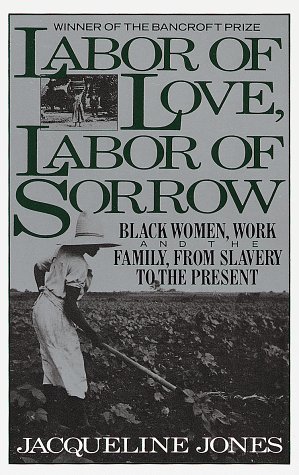 WINNER OF THE BANCROFT PRIZE
LABOR OF
LOVE,
LABOR OF
SORROW
BLACK WOMEN, WORK
AND THE
FAMILY, FROM SLAVERY
TO THE PRESENT
JACQUELINE JONES